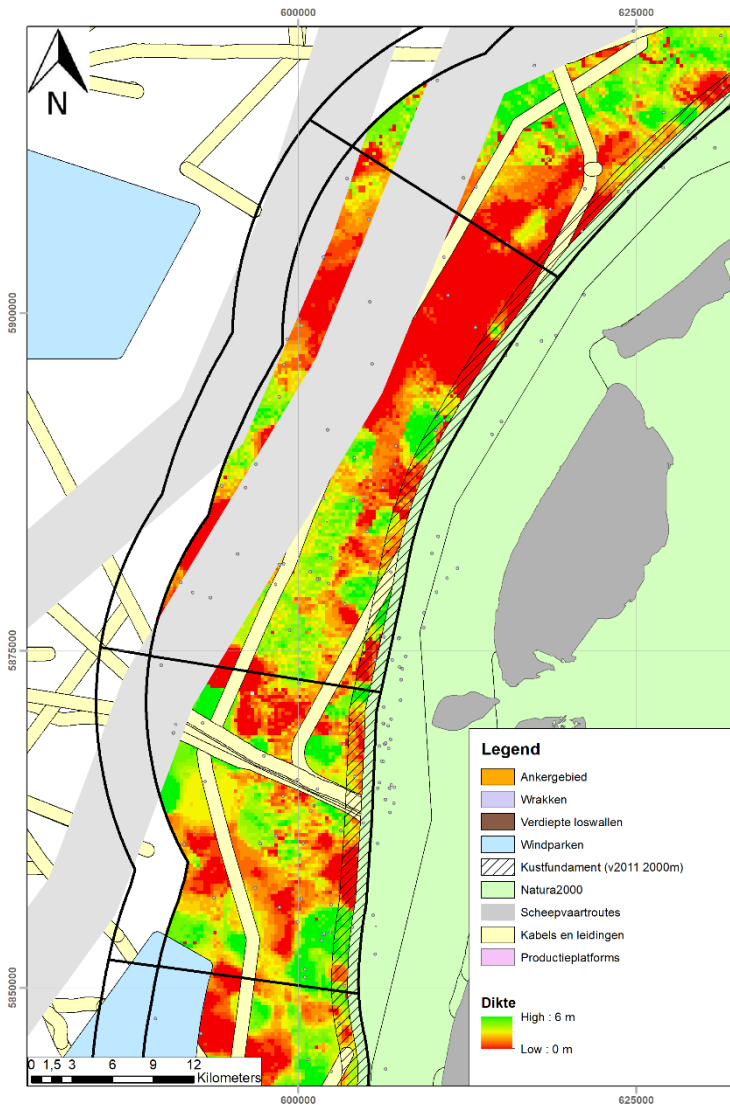 600000
625000
N
5900000
5875000
5850000
Legend
Ankergebied
Wrakken
Verdiepte loswallen
Windparken
Kustfundament (v2011 2000m)
Natura2000
Scheepvaartroutes
Kabels en leidingen
Productieplatforms
Dikte
High : 6 m
Low : 0 m
0 1,5 3 6 9 12
Kilometers
600000
625000